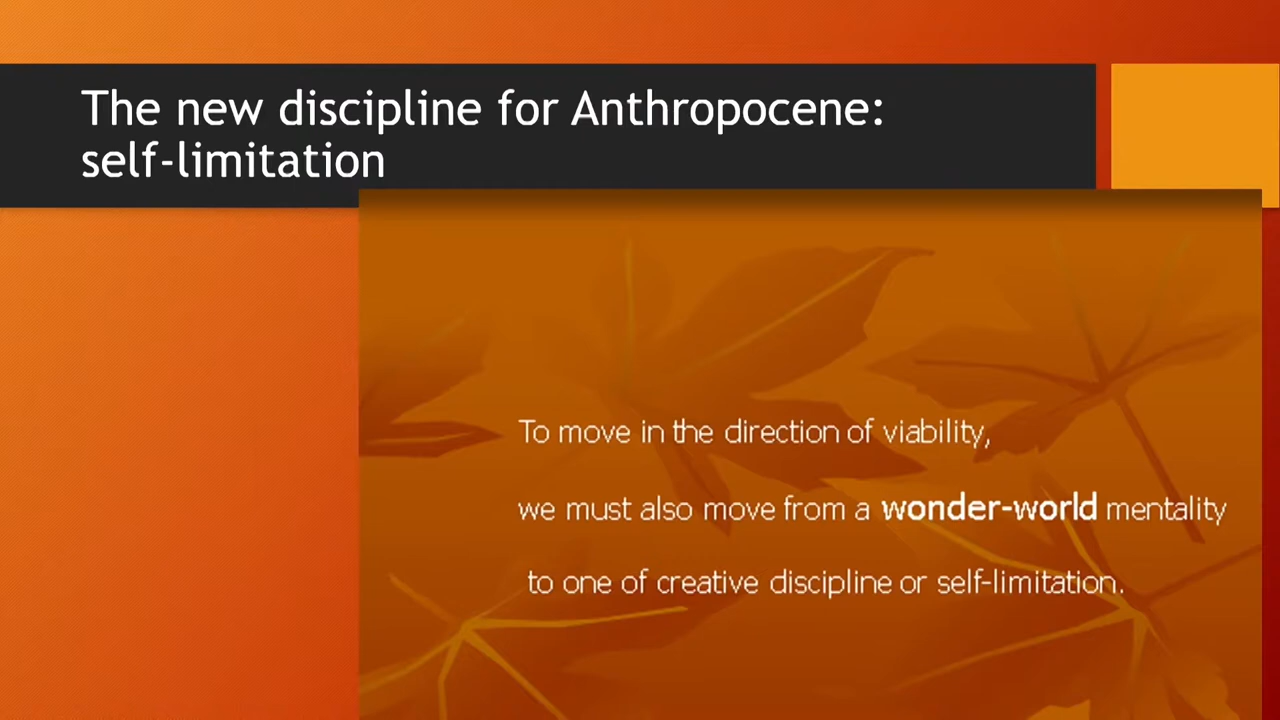 The new discipline for Anthropocene:
self-limitation
To move in the direction of viability,
we must also move from a wonder-world mentality
to one of creative discipline or self-limitation.